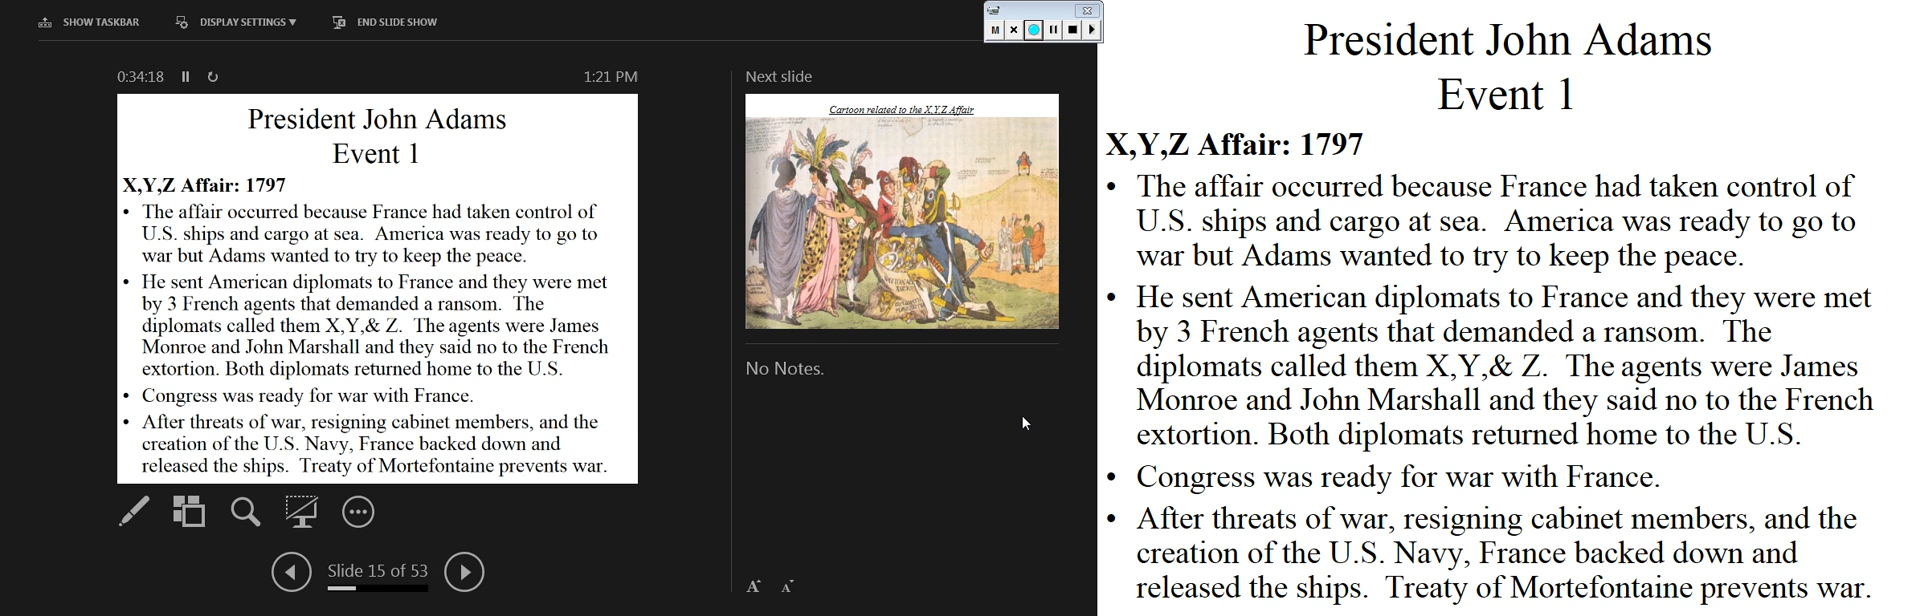 SHOW TASKBAR
DISPLAY SETTINGS ▼
END SLIDE SHOW
M
0:34:18
1:21 PM
President John Adams
Event 1
X,Y,Z Affair: 1797
• The affair occurred because France had taken control of
U.S. ships and cargo at sea.  America was ready to go to
war but Adams wanted to try to keep the peace.
• He sent American diplomats to France and they were met
by 3 French agents that demanded a ransom.  The
diplomats called them X,Y,& Z.  The agents were James
Monroe and John Marshall and they said no to the French
extortion. Both diplomats returned home to the U.S.
• Congress was ready for war with France.
• After threats of war, resigning cabinet members, and the
creation of the U.S. Navy, France backed down and
released the ships.  Treaty of Mortefontaine prevents war.
Slide 15 of 53
Next slide
Cartoon related to the X,Y,Z Affair
No Notes.
A A
President John Adams
Event 1
X,Y,Z Affair: 1797
• The affair occurred because France had taken control of
U.S. ships and cargo at sea.  America was ready to go to
war but Adams wanted to try to keep the peace.
• He sent American diplomats to France and they were met
by 3 French agents that demanded a ransom.  The
diplomats called them X,Y,& Z.  The agents were James
Monroe and John Marshall and they said no to the French
extortion. Both diplomats returned home to the U.S.
• Congress was ready for war with France.
• After threats of war, resigning cabinet members, and the
creation of the U.S. Navy, France backed down and
released the ships.  Treaty of Mortefontaine prevents war.